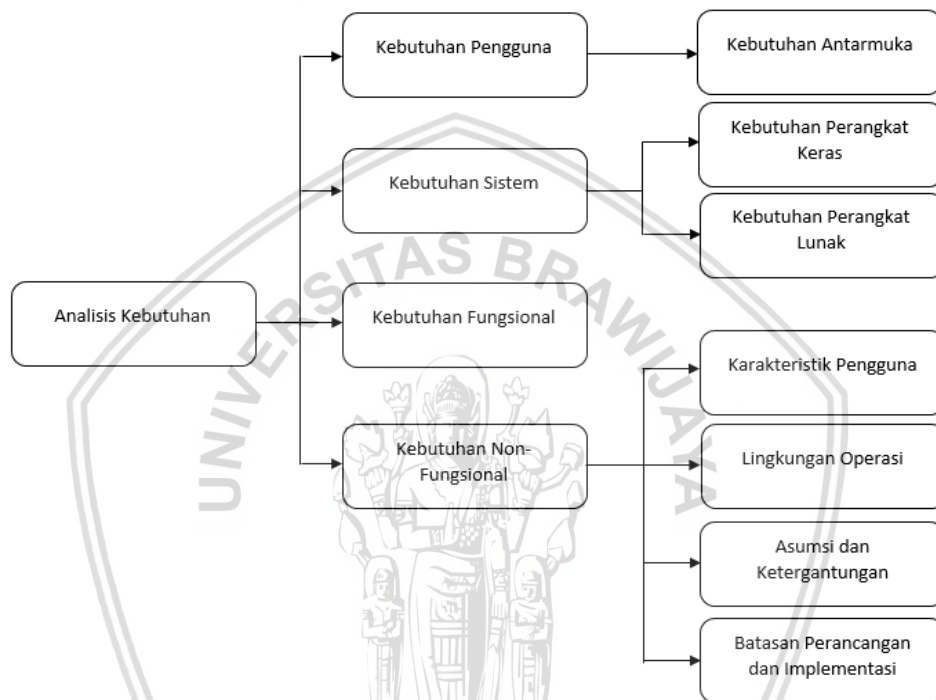 Kebutuhan Pengguna
Kebutuhan Antarmuka
Kebutuhan Perangkat
Keras
Kebutuhan Sistem
Kebutuhan Perangkat
Lunak
Analisis Kebutuhan
Kebutuhan Fungsional
Karakteristik Pengguna
Kebutuhan Non-
Fungsional
Lingkungan Operasi
Asumsi dan
Ketergantungan
Batasan Perancangan
dan Implementasi
UNIVERSITAS BRAWIJAYA